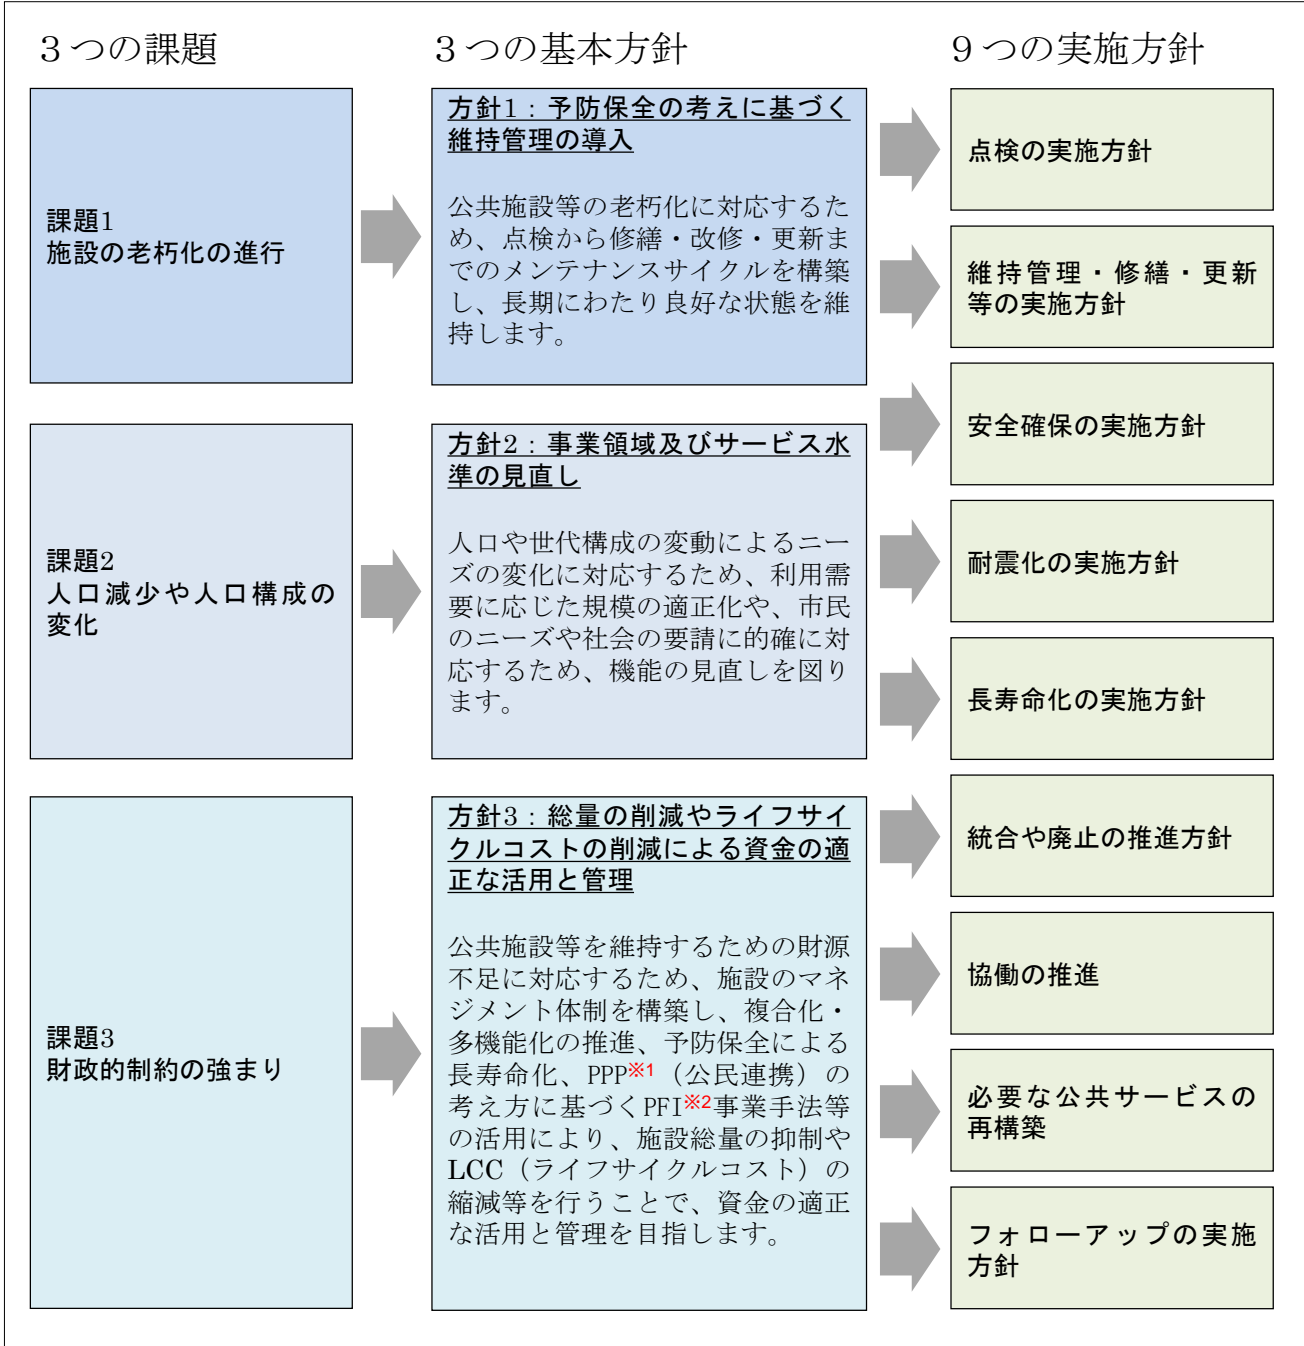 ３つの課題
課題1
施設の老朽化の進行
課題2
人口減少や人口構成の
変化
課題3
財政的制約の強まり
３つの基本方針
方針1：予防保全の考えに基づく
維持管理の導入
公共施設等の老朽化に対応するた
め、点検から修繕・改修・更新ま
でのメンテナンスサイクルを構築
し、長期にわたり良好な状態を維
持します。
方針2：事業領域及びサービス水
準の見直し
人口や世代構成の変動によるニー
ズの変化に対応するため、利用需
要に応じた規模の適正化や、市民
のニーズや社会の要請に的確に対
応するため、機能の見直しを図り
ます。
方針3：総量の削減やライフサイ
クルコストの削減による資金の適
正な活用と管理
公共施設等を維持するための財源
不足に対応するため、施設のマネ
ジメント体制を構築し、複合化・
多機能化の推進、予防保全による
長寿命化、PPP※1（公民連携）の
考え方に基づくPFI※2事業手法等
の活用により、施設総量の抑制や
LCC（ライフサイクルコスト）の
縮減等を行うことで、資金の適正
な活用と管理を目指します。
９つの実施方針
点検の実施方針
維持管理・修繕・更新
等の実施方針
安全確保の実施方針
耐震化の実施方針
長寿命化の実施方針
統合や廃止の推進方針
協働の推進
必要な公共サービスの
再構築
フォローアップの実施
方針